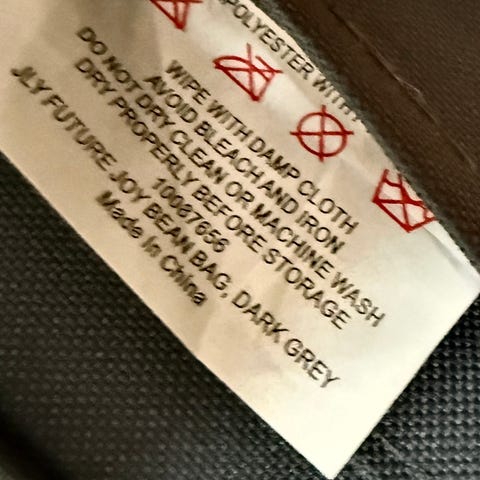 POLYESTER WITH
WIPE WITH DAMP CLOTH
AVOID BLEACH AND IRON
DO NOT DRY CLEAN OR MACHINE WASH
DRY PROPERLY BEFORE STORAGE
10087656
JLY FUTURE JOY BEAN BAG, DARK GREY
Made in China